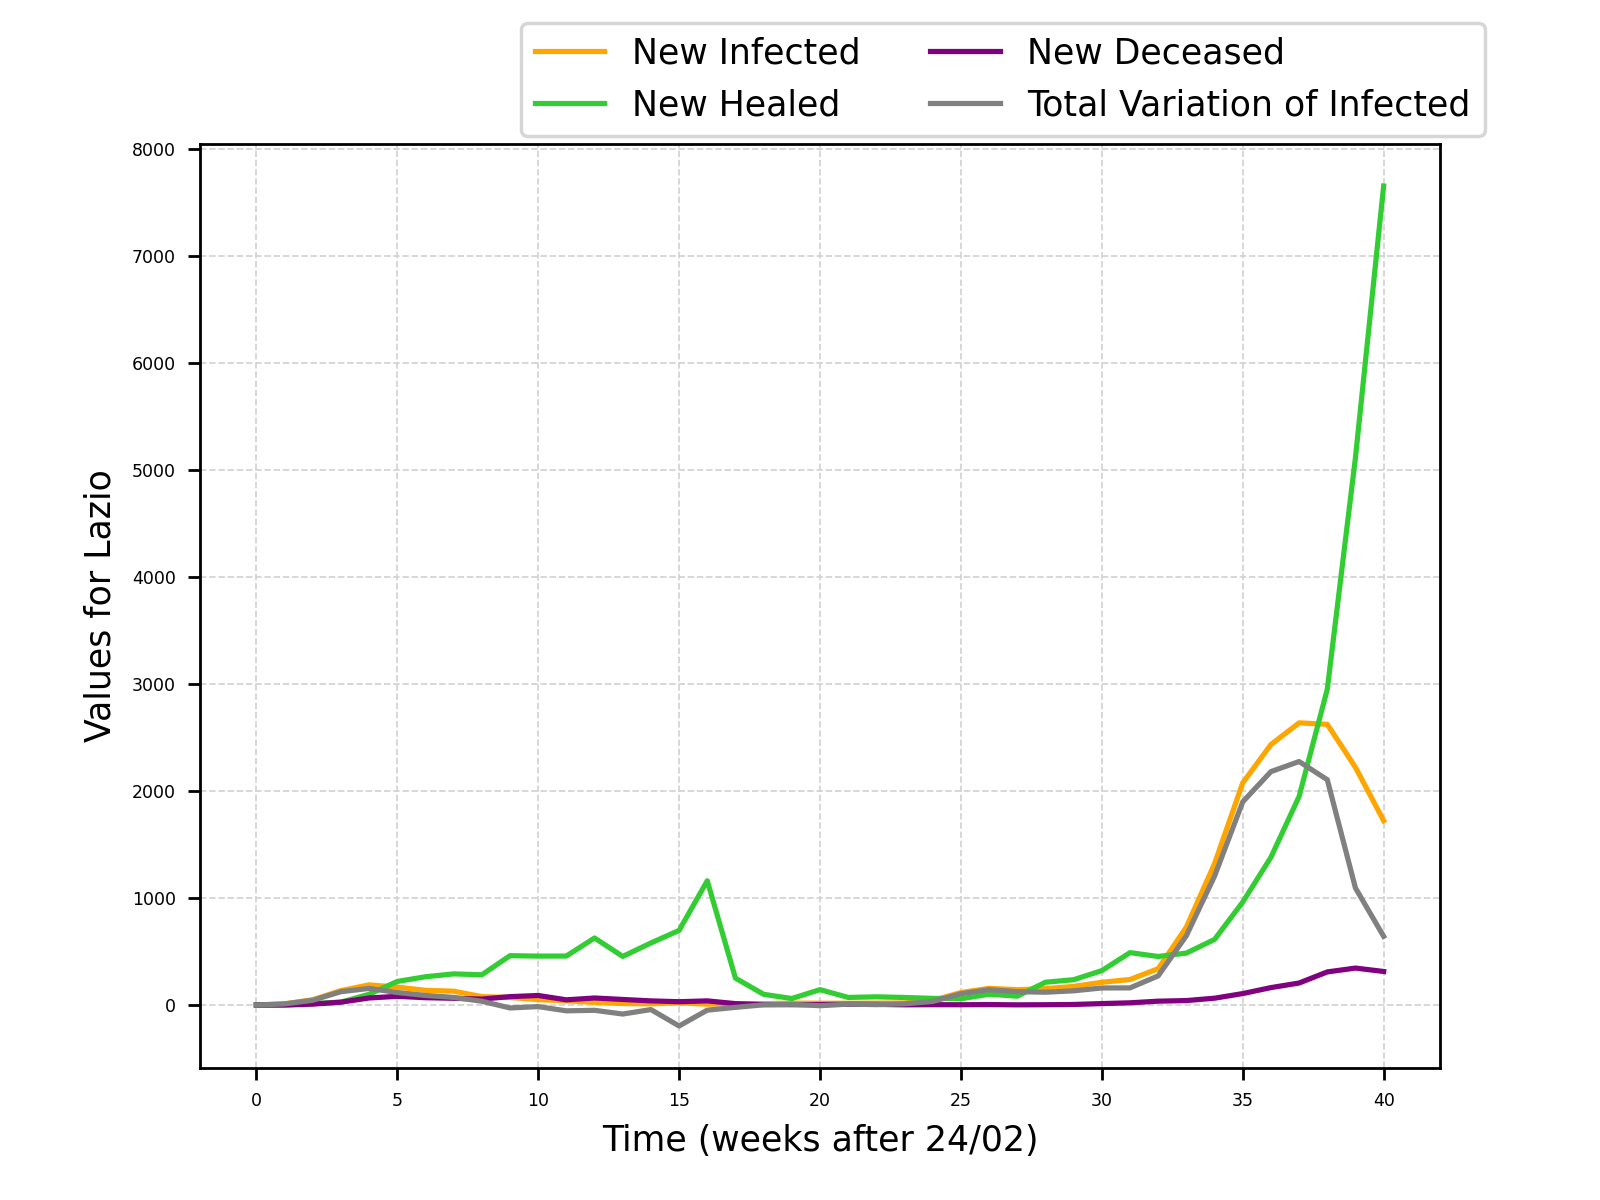 New Infected
New Healed
New Deceased
Total Variation of Infected
8000
7000
6000
5000
4000
3000
2000
1000
0
Values for Lazio
0 5 10 15 20 25 30 35 40
Time (weeks after 24/02)